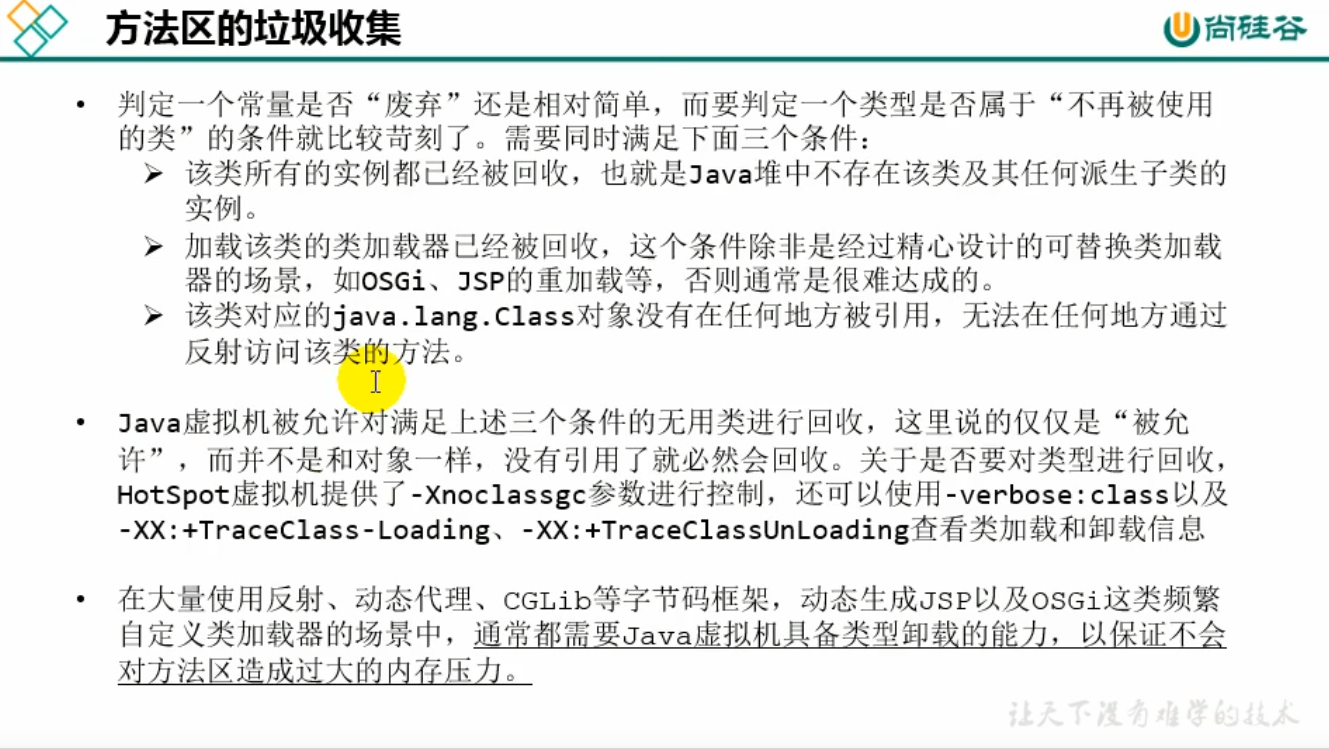 方法区的垃圾收集
尚硅谷
• 判定一个常量是否“废弃”还是相对简单，而要判定一个类型是否属于“不再被使用
的类”的条件就比较苛刻了。需要同时满足下面三个条件：
➢ 该类所有的实例都已经被回收，也就是Java堆中不存在该类及其任何派生子类的
实例。
➢ 加载该类的类加载器已经被回收，这个条件除非是经过精心设计的可替换类加载
器的场景，如OSGi、JSP的重加载等，否则通常是很难达成的。
➢ 该类对应的java.lang.Class对象没有在任何地方被引用，无法在任何地方通过
反射访问该类的方法。
• Java虚拟机被允许对满足上述三个条件的无用类进行回收，这里说的仅仅是“被允
许”，而并不是和对象一样，没有引用了就必然会回收。关于是否要对类型进行回收，
HotSpot虚拟机提供了-Xnoclassgc参数进行控制，还可以使用-verbose:class以及
-XX:+TraceClass-Loading、-XX:+TraceClassUnLoading查看类加载和卸载信息
• 在大量使用反射、动态代理、CGLib等字节码框架，动态生成JSP以及OSGi这类频繁
自定义类加载器的场景中，通常都需要Java虚拟机具备类型卸载的能力，以保证不会
对方法区造成过大的内存压力。
让天下没有难学的技术